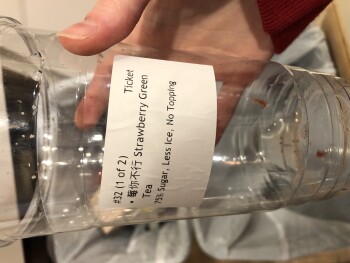 #32 (1 of 2) Ticket
• 莓你不行 Strawberry Green
Tea
75% Sugar, Less Ice, No Topping